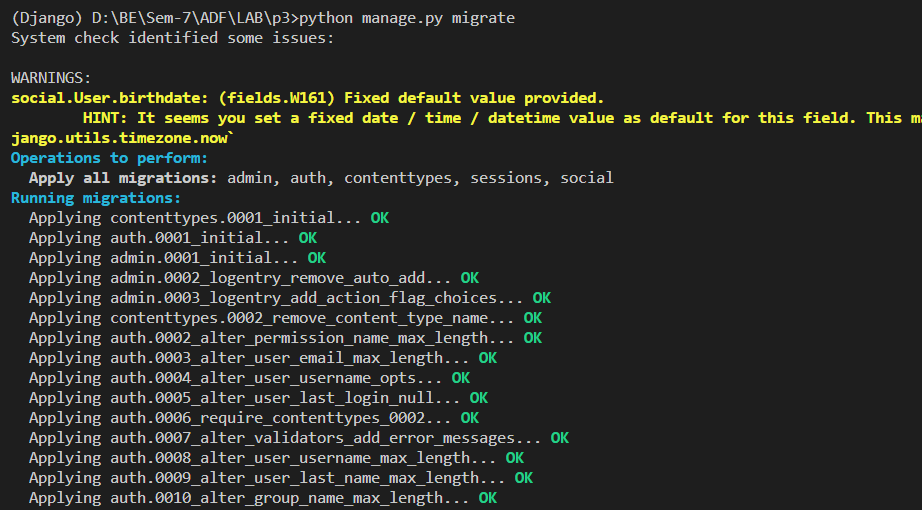 (Django) D:\BE\Sem-7\ADF\LAB\p3>python manage.py migrate
System check identified some issues:
WARNINGS:
social.User.birthdate: (fields.W161) Fixed default value provided.
HINT: It seems you set a fixed date / time / datetime value as default for this field. This ma
jango.utils.timezone.now`
Operations to perform:
Apply all migrations: admin, auth, contenttypes, sessions, social
Running migrations:
Applying contenttypes.0001_initial... OK
Applying auth.0001_initial... OK
Applying admin.0001_initial... OK
Applying admin.0002_logentry_remove_auto_add... OK
Applying admin.0003_logentry_add_action_flag_choices... OK
Applying contenttypes.0002_remove_content_type_name... OK
Applying auth.0002_alter_permission_name_max_length... OK
Applying auth.0003_alter_user_email_max_length... OK
Applying auth.0004_alter_user_username_opts... OK
Applying auth.0005_alter_user_last_login_null... OK
Applying auth.0006_require_contenttypes_0002... OK
Applying auth.0007_alter_validators_add_error_messages... OK
Applying auth.0008_alter_user_username_max_length... OK
Applying auth.0009_alter_user_last_name_max_length... OK
Applying auth.0010_alter_group_name_max_length... OK